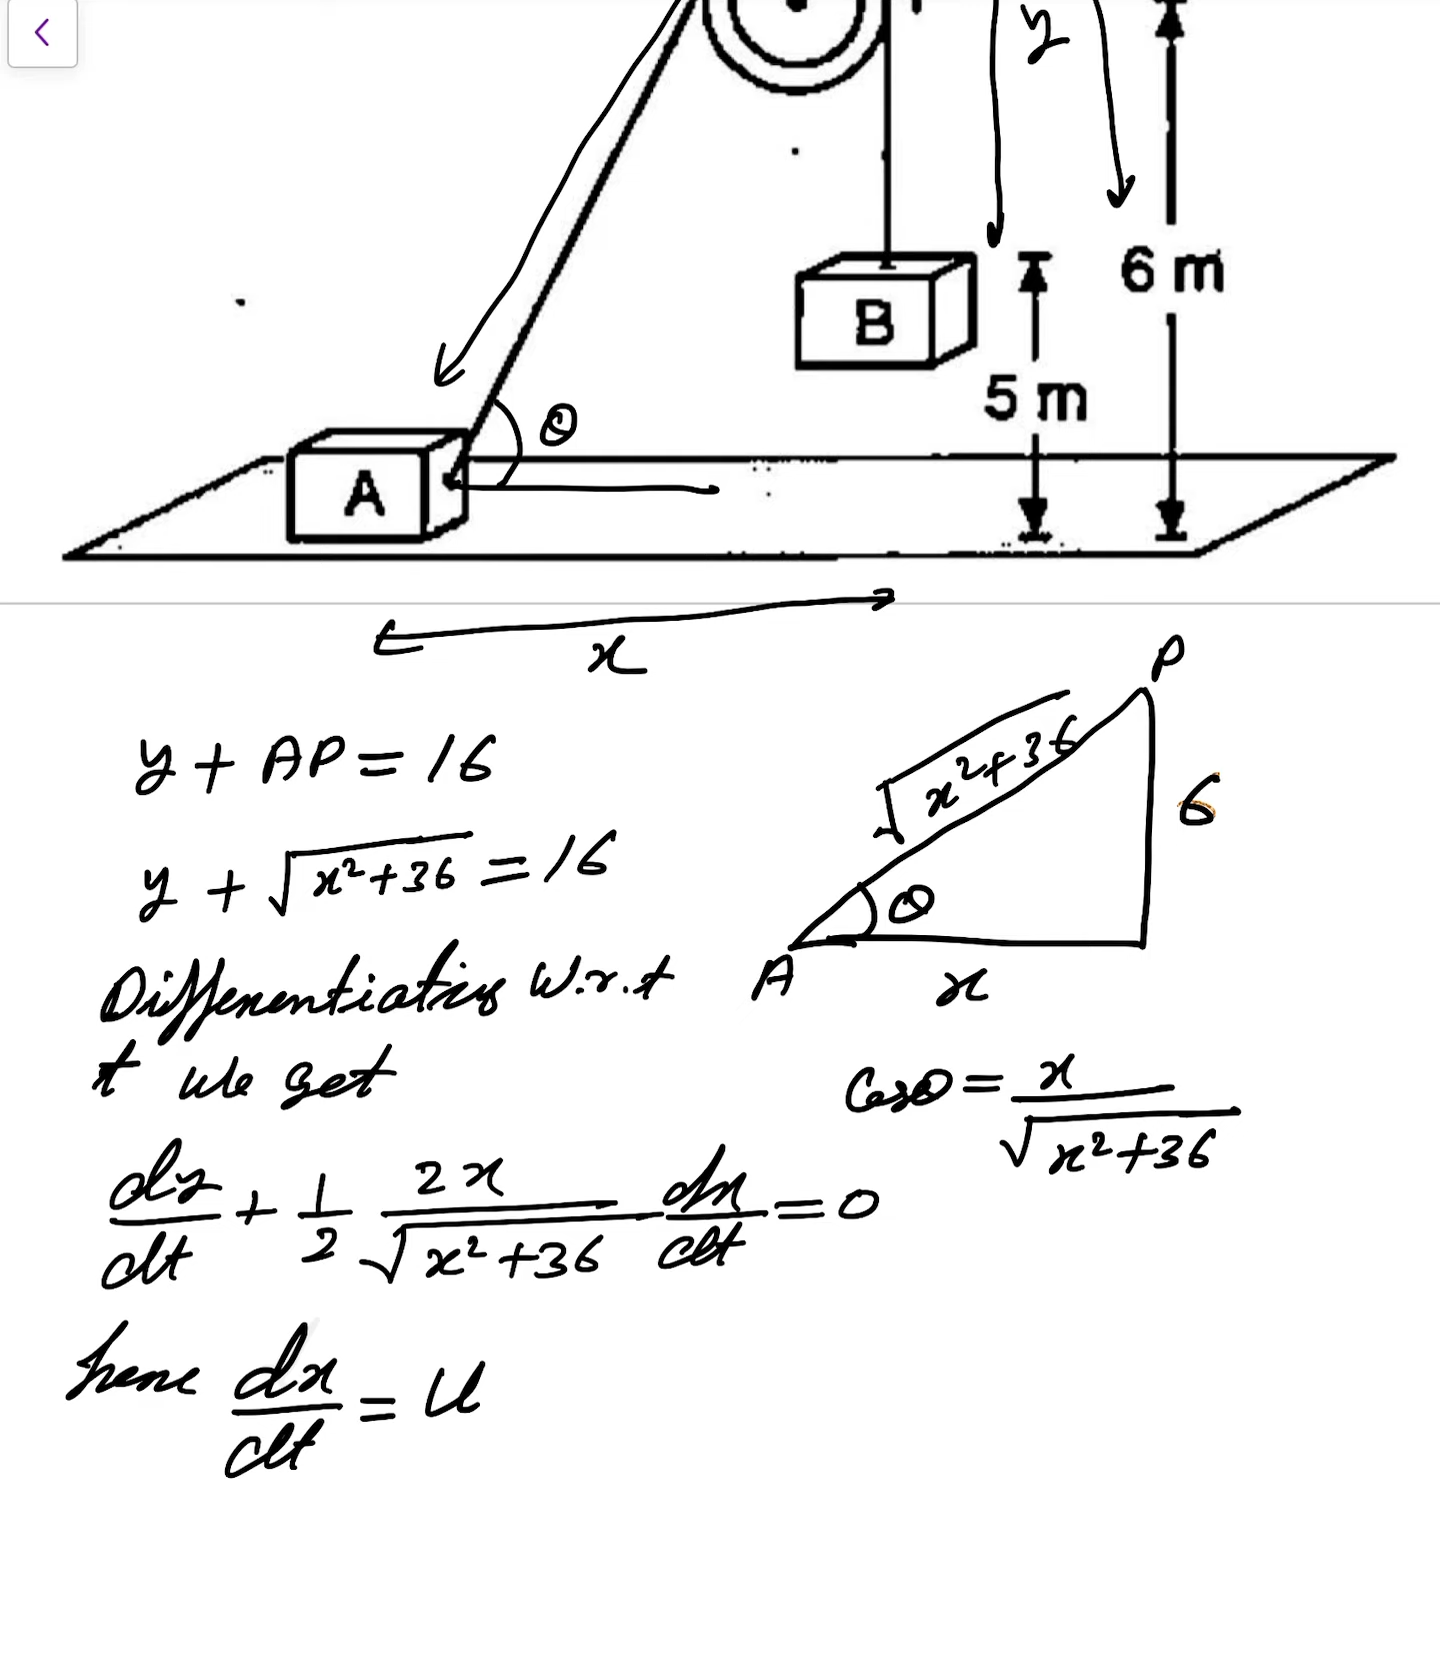 y
6 m
B
5 m
θ
A
x
P
y + AP = 16
√x²+36
6
y + √x²+36 = 16
θ
Differentiating w.r.t
A
x
t we get
Cosθ = x/√x²+36
dy/dt + 1/2 2x/√x²+36 dx/dt = 0
here dx/dt = u